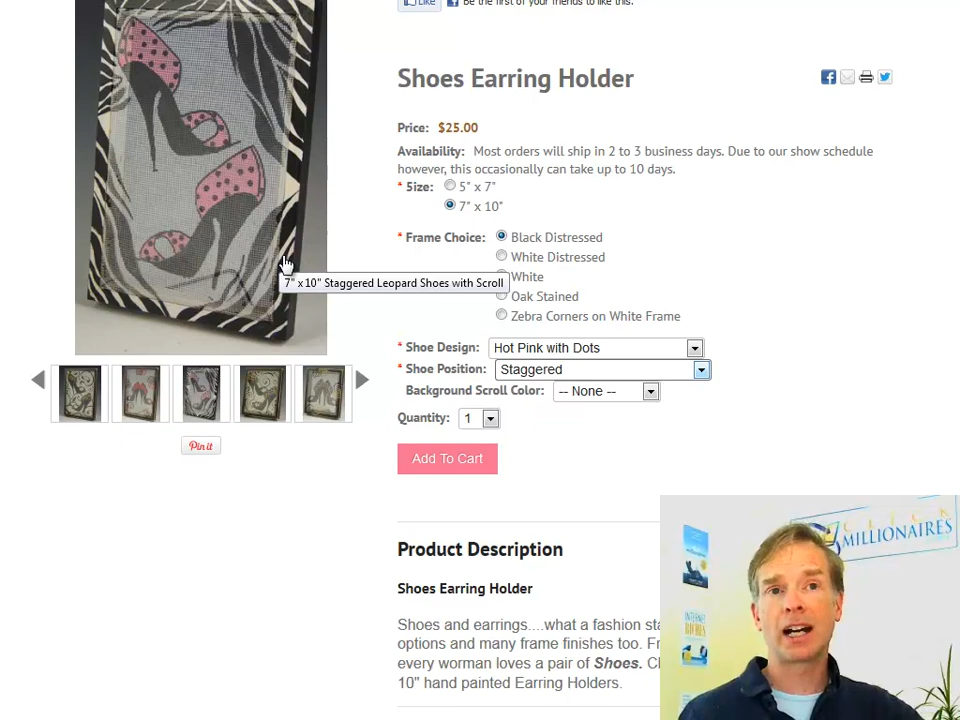 Like Be the first of your friends to like this.
Shoes Earring Holder
Price: $25.00
Availability: Most orders will ship in 2 to 3 business days. Due to our show schedule
however, this occasionally can take up to 10 days.
* Size: 5" x 7"
7" x 10"
* Frame Choice: Black Distressed
White Distressed
White
7" x 10" Staggered Leopard Shoes with Scroll
Oak Stained
Zebra Corners on White Frame
* Shoe Design: Hot Pink with Dots
* Shoe Position: Staggered
Background Scroll Color: -- None --
Quantity: 1
Pin it
Add To Cart
CLICK
MILLIONAIRES
Product Description
Shoes Earring Holder
INTERNET
RICHES
Shoes and earrings....what a fashion
options and many frame finishes too.
every woman loves a pair of Shoes.
10" hand painted Earring Holders.